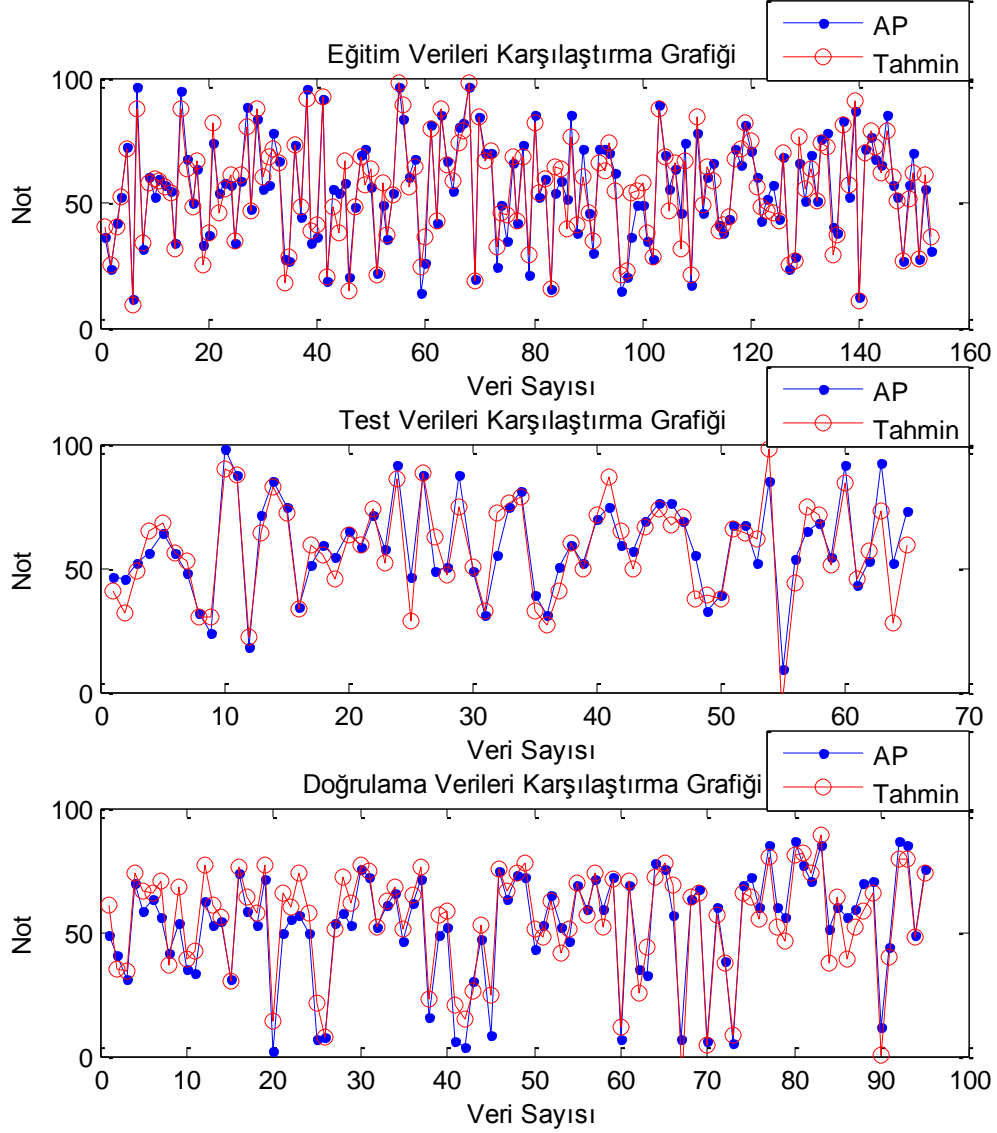 AP
Tahmin
Eğitim Verileri Karşılaştırma Grafiği
100
50
0
Not
0 20 40 60 80 100 120 140 160
Veri Sayısı
AP
Tahmin
Test Verileri Karşılaştırma Grafiği
100
50
0
Not
0 10 20 30 40 50 60 70
Veri Sayısı
AP
Tahmin
Doğrulama Verileri Karşılaştırma Grafiği
100
50
0
Not
0 10 20 30 40 50 60 70 80 90 100
Veri Sayısı